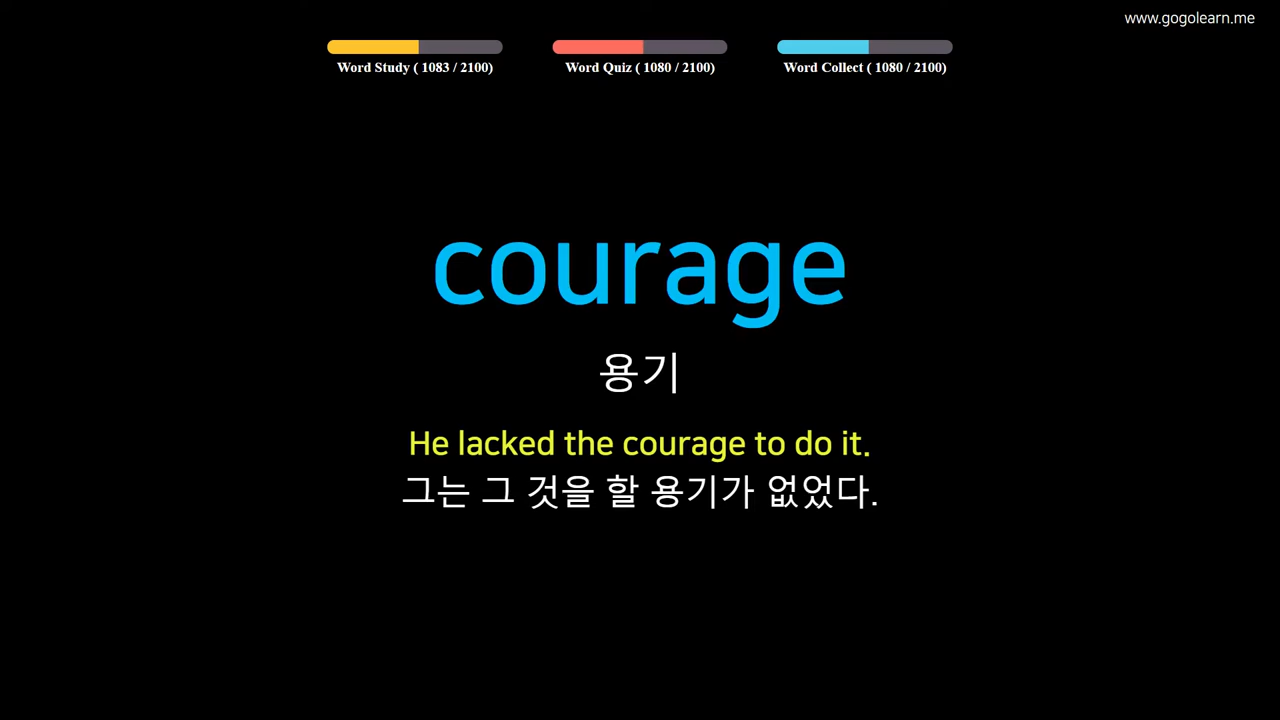 www.gogolearn.me
Word Study ( 1083 / 2100)
Word Quiz ( 1080 / 2100)
Word Collect ( 1080 / 2100)
courage
용기
He lacked the courage to do it.
그는 그 것을 할 용기가 없었다.